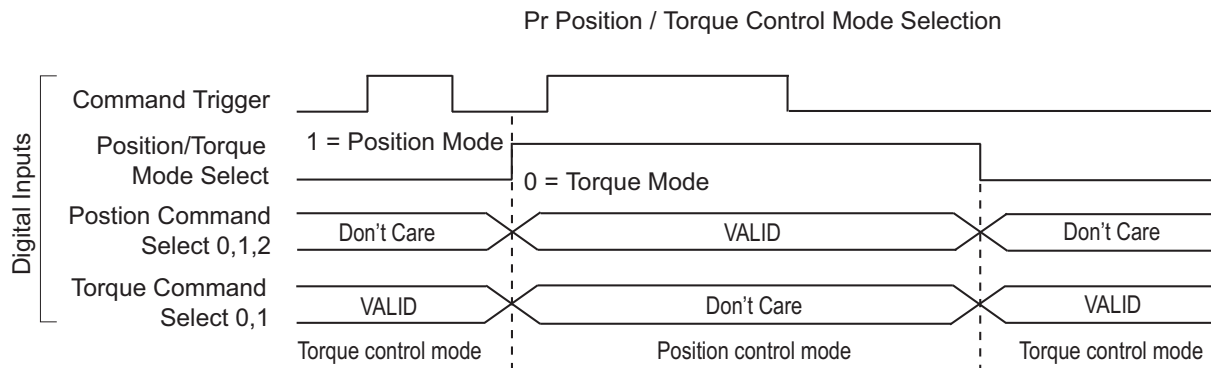 Pr Position / Torque Control Mode Selection
Digital Inputs
Command Trigger
Position/Torque
Mode Select
1 = Position Mode
0 = Torque Mode
Postion Command
Select 0,1,2
Don't Care
VALID
Don't Care
Torque Command
Select 0,1
VALID
Don't Care
VALID
Torque control mode
Position control mode
Torque control mode